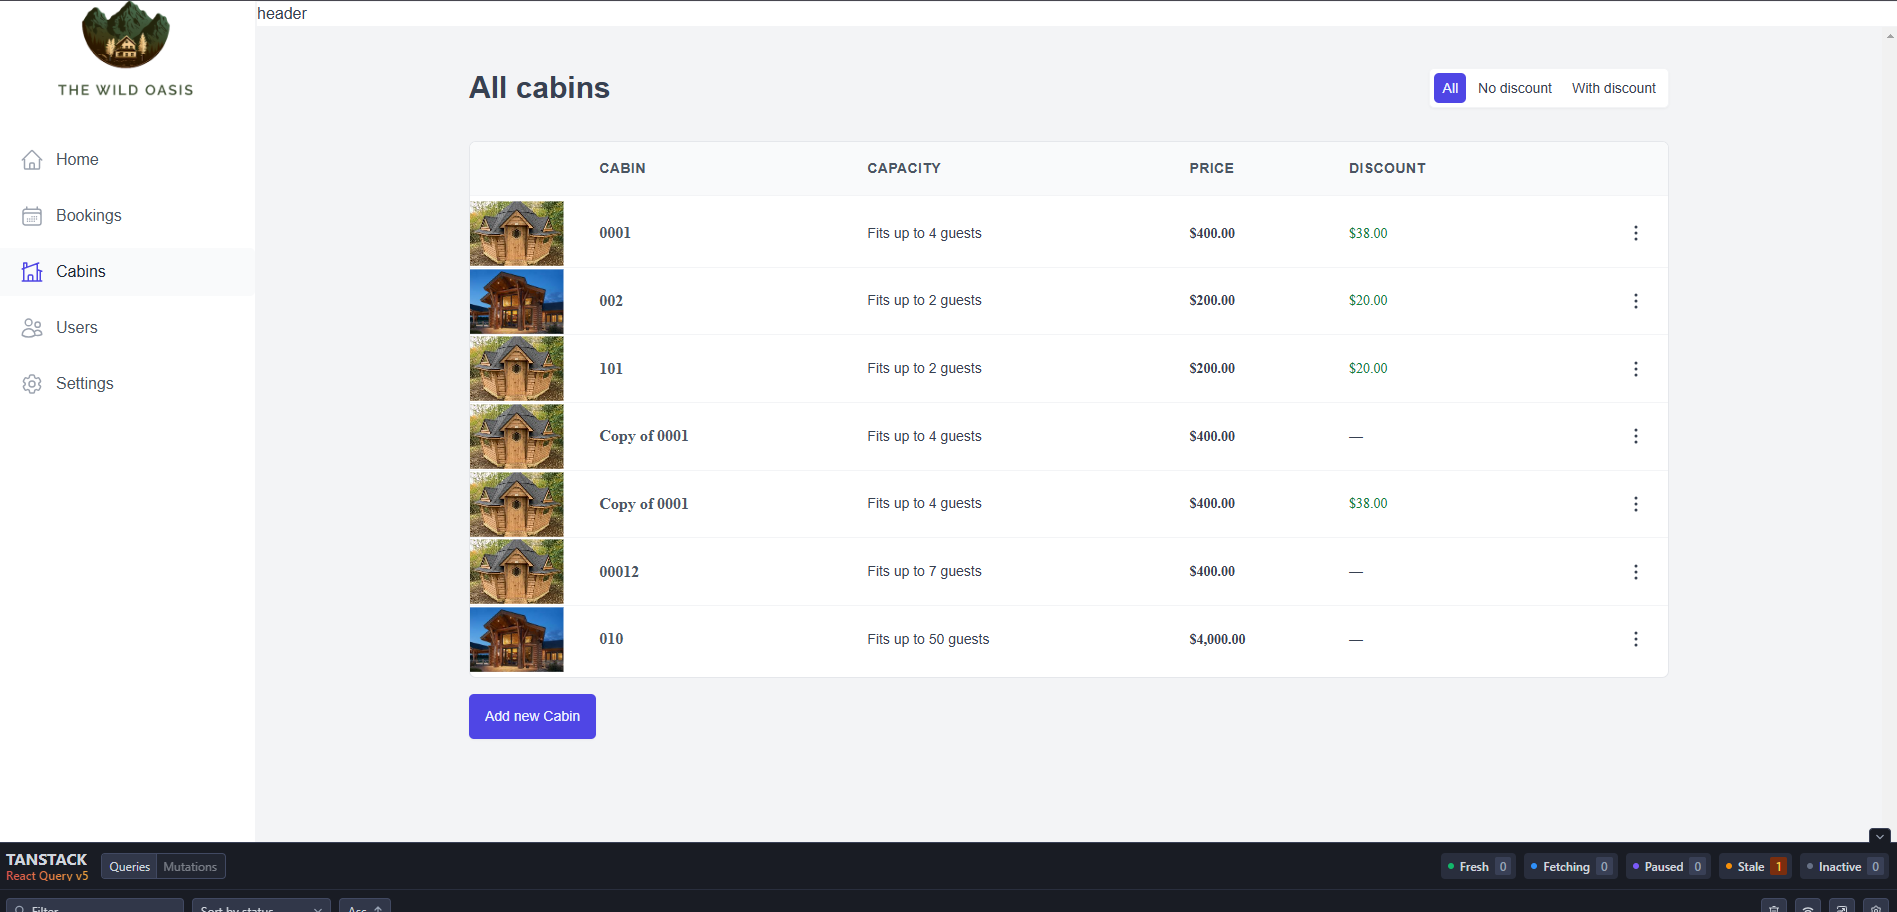 header
THE WILD OASIS
Home
Bookings
Cabins
Users
Settings
All cabins
All No discount With discount
CABIN CAPACITY PRICE DISCOUNT
0001 Fits up to 4 guests $400.00 $38.00
002 Fits up to 2 guests $200.00 $20.00
101 Fits up to 2 guests $200.00 $20.00
Copy of 0001 Fits up to 4 guests $400.00 —
Copy of 0001 Fits up to 4 guests $400.00 $38.00
00012 Fits up to 7 guests $400.00 —
010 Fits up to 50 guests $4,000.00 —
Add new Cabin
TANSTACK
React Query v5
Queries Mutations
Fresh 0 Fetching 0 Paused 0 Stale 1 Inactive 0
Filter Sort by status Asc